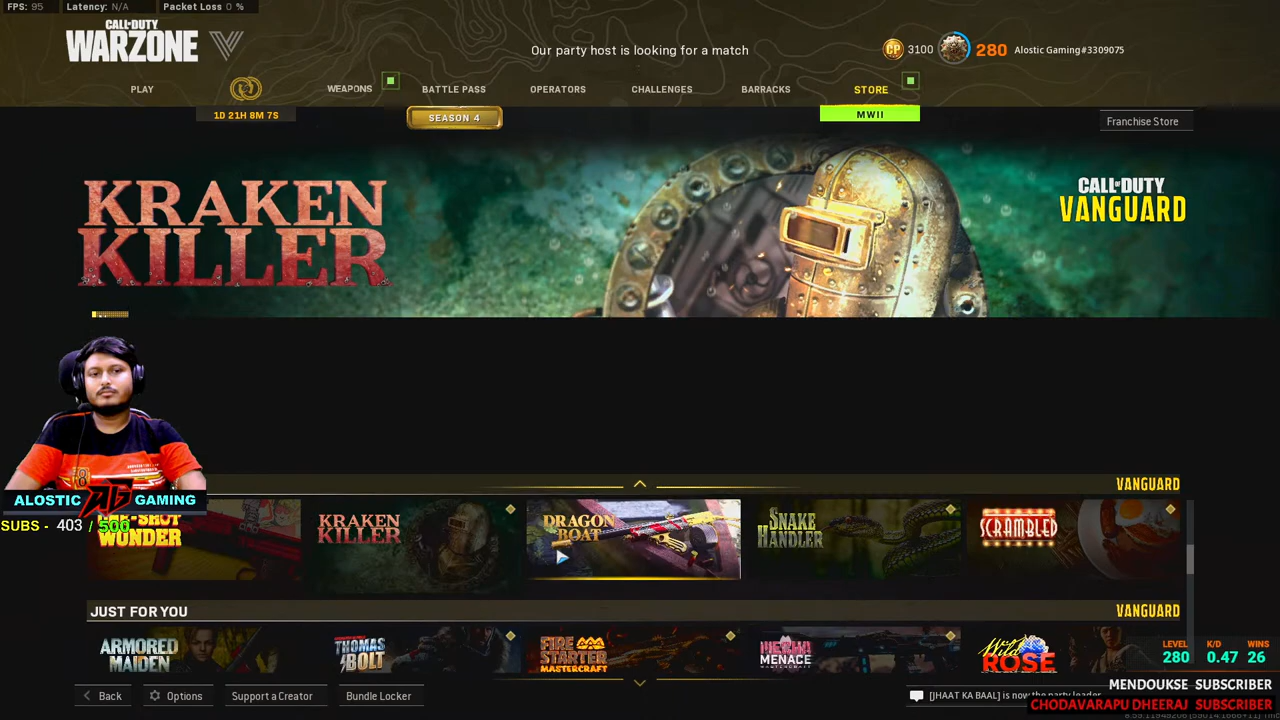 FPS: 95 Latency: N/A Packet Loss 0 %
CALL OF DUTY
WARZONE
Our party host is looking for a match
CP 3100 280 Alostic Gaming#3309075
PLAY WEAPONS BATTLE PASS OPERATORS CHALLENGES BARRACKS STORE
1D 21H 8M 7S SEASON 4 MWII Franchise Store
KRAKEN
KILLER
CALL OF DUTY
VANGUARD
VANGUARD
ALOSTIC AG GAMING
SUBS - 403 / 500
WONDER
KRAKEN
KILLER
DRAGON
BOAT
SNAKE
HANDLER
SCRAMBLED
JUST FOR YOU VANGUARD
ARMORED
MAIDEN
THOMAS
BOLT
FIRE
STARTER
MASTERCRAFT
MECHA
MENACE
MASTERCRAFT
Wild
ROSE
LEVEL K/D WINS
280 0.47 26
Back Options Support a Creator Bundle Locker
[JHAAT KA BAAL] is now the party leader
MENDOUKSE SUBSCRIBER
CHODAVARAPU DHEERAJ SUBSCRIBER